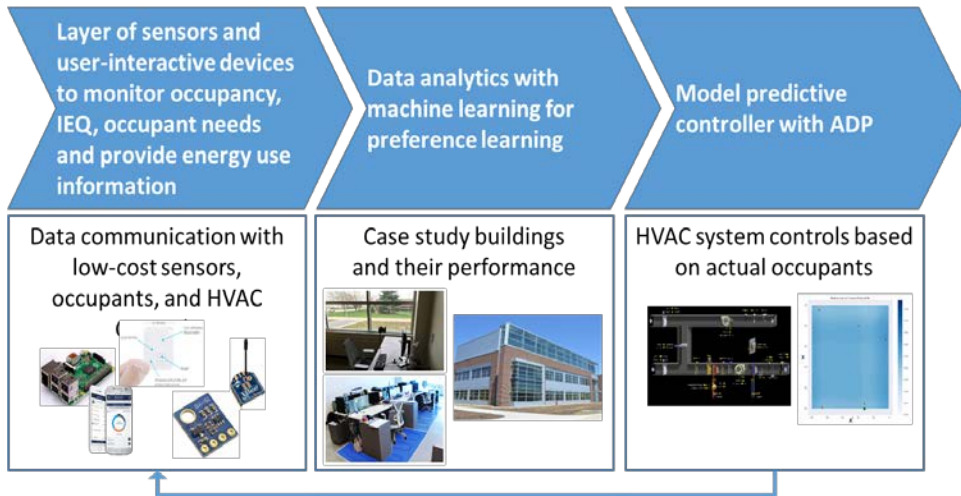 Layer of sensors and
user-interactive devices
to monitor occupancy,
IEQ, occupant needs
and provide energy use
information
Data analytics with
machine learning for
preference learning
Model predictive
controller with ADP
Data communication with
low-cost sensors,
occupants, and HVAC
Case study buildings
and their performance
HVAC system controls based
on actual occupants